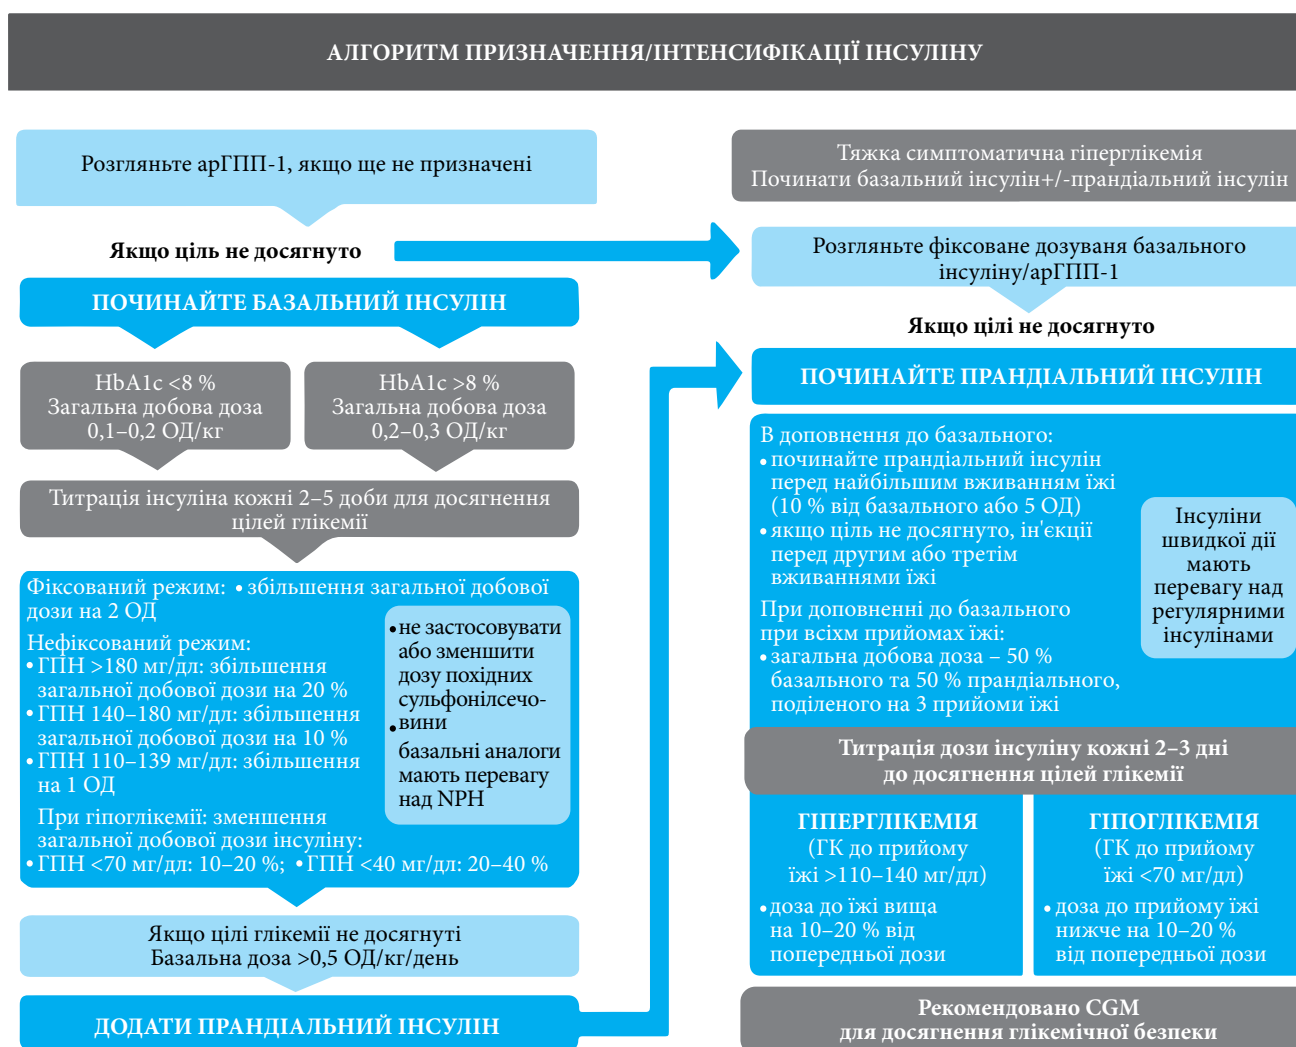 АЛГОРИТМ ПРИЗНАЧЕННЯ/ІНТЕНСИФІКАЦІЇ ІНСУЛІНУ
Розгляньте арГПП-1, якщо ще не призначені
Якщо ціль не досягнуто
ПОЧИНАЙТЕ БАЗАЛЬНИЙ ІНСУЛІН
HbA1c <8 %
Загальна добова доза
0,1–0,2 ОД/кг
HbA1c >8 %
Загальна добова доза
0,2–0,3 ОД/кг
Титрація інсуліна кожні 2–5 доби для досягнення
цілей глікемії
Фіксований режим: • збільшення загальної добової
дози на 2 ОД
Нефіксований режим:
• ГПН >180 мг/дл: збільшення
загальної добової дози на 20 %
• ГПН 140–180 мг/дл: збільшення
загальної добової дози на 10 %
• ГПН 110–139 мг/дл: збільшення
на 1 ОД
При гіпоглікемії: зменшення
загальної добової дози інсуліну:
• ГПН <70 мг/дл: 10–20 %; • ГПН <40 мг/дл: 20–40 %
• не застосовувати
або зменшити
дозу похідних
сульфонілсечо-
• вини
базальні аналоги
мають перевагу
над NPH
Якщо цілі глікемії не досягнуті
Базальна доза >0,5 ОД/кг/день
ДОДАТИ ПРАНДІАЛЬНИЙ ІНСУЛІН
Тяжка симптоматична гіперглікемія
Починати базальний інсулін+/-прандіальний інсулін
Розгляньте фіксоване дозуваня базального
інсуліну/арГПП-1
Якщо цілі не досягнуто
ПОЧИНАЙТЕ ПРАНДІАЛЬНИЙ ІНСУЛІН
В доповнення до базального:
• починайте прандіальний інсулін
перед найбільшим вживанням їжі
(10 % від базального або 5 ОД)
• якщо ціль не досягнуто, ін'єкції
перед другим або третім
вживаннями їжі
При доповненні до базального
при всіхм прийомах їжі:
• загальна добова доза – 50 %
базального та 50 % прандіального,
поділеного на 3 прийоми їжі
Інсуліни
швидкої дії
мають
перевагу над
регулярними
інсулінами
Титрація дози інсуліну кожні 2–3 дні
до досягнення цілей глікемії
ГІПЕРГЛІКЕМІЯ
(ГК до прийому
їжі >110–140 мг/дл)
• доза до їжі вища
на 10–20 % від
попередньої дози
ГІПОГЛІКЕМІЯ
(ГК до прийому
їжі <70 мг/дл)
• доза до прийому їжі
нижче на 10–20 %
від попередньої дози
Рекомендовано CGM
для досягнення глікемічної безпеки